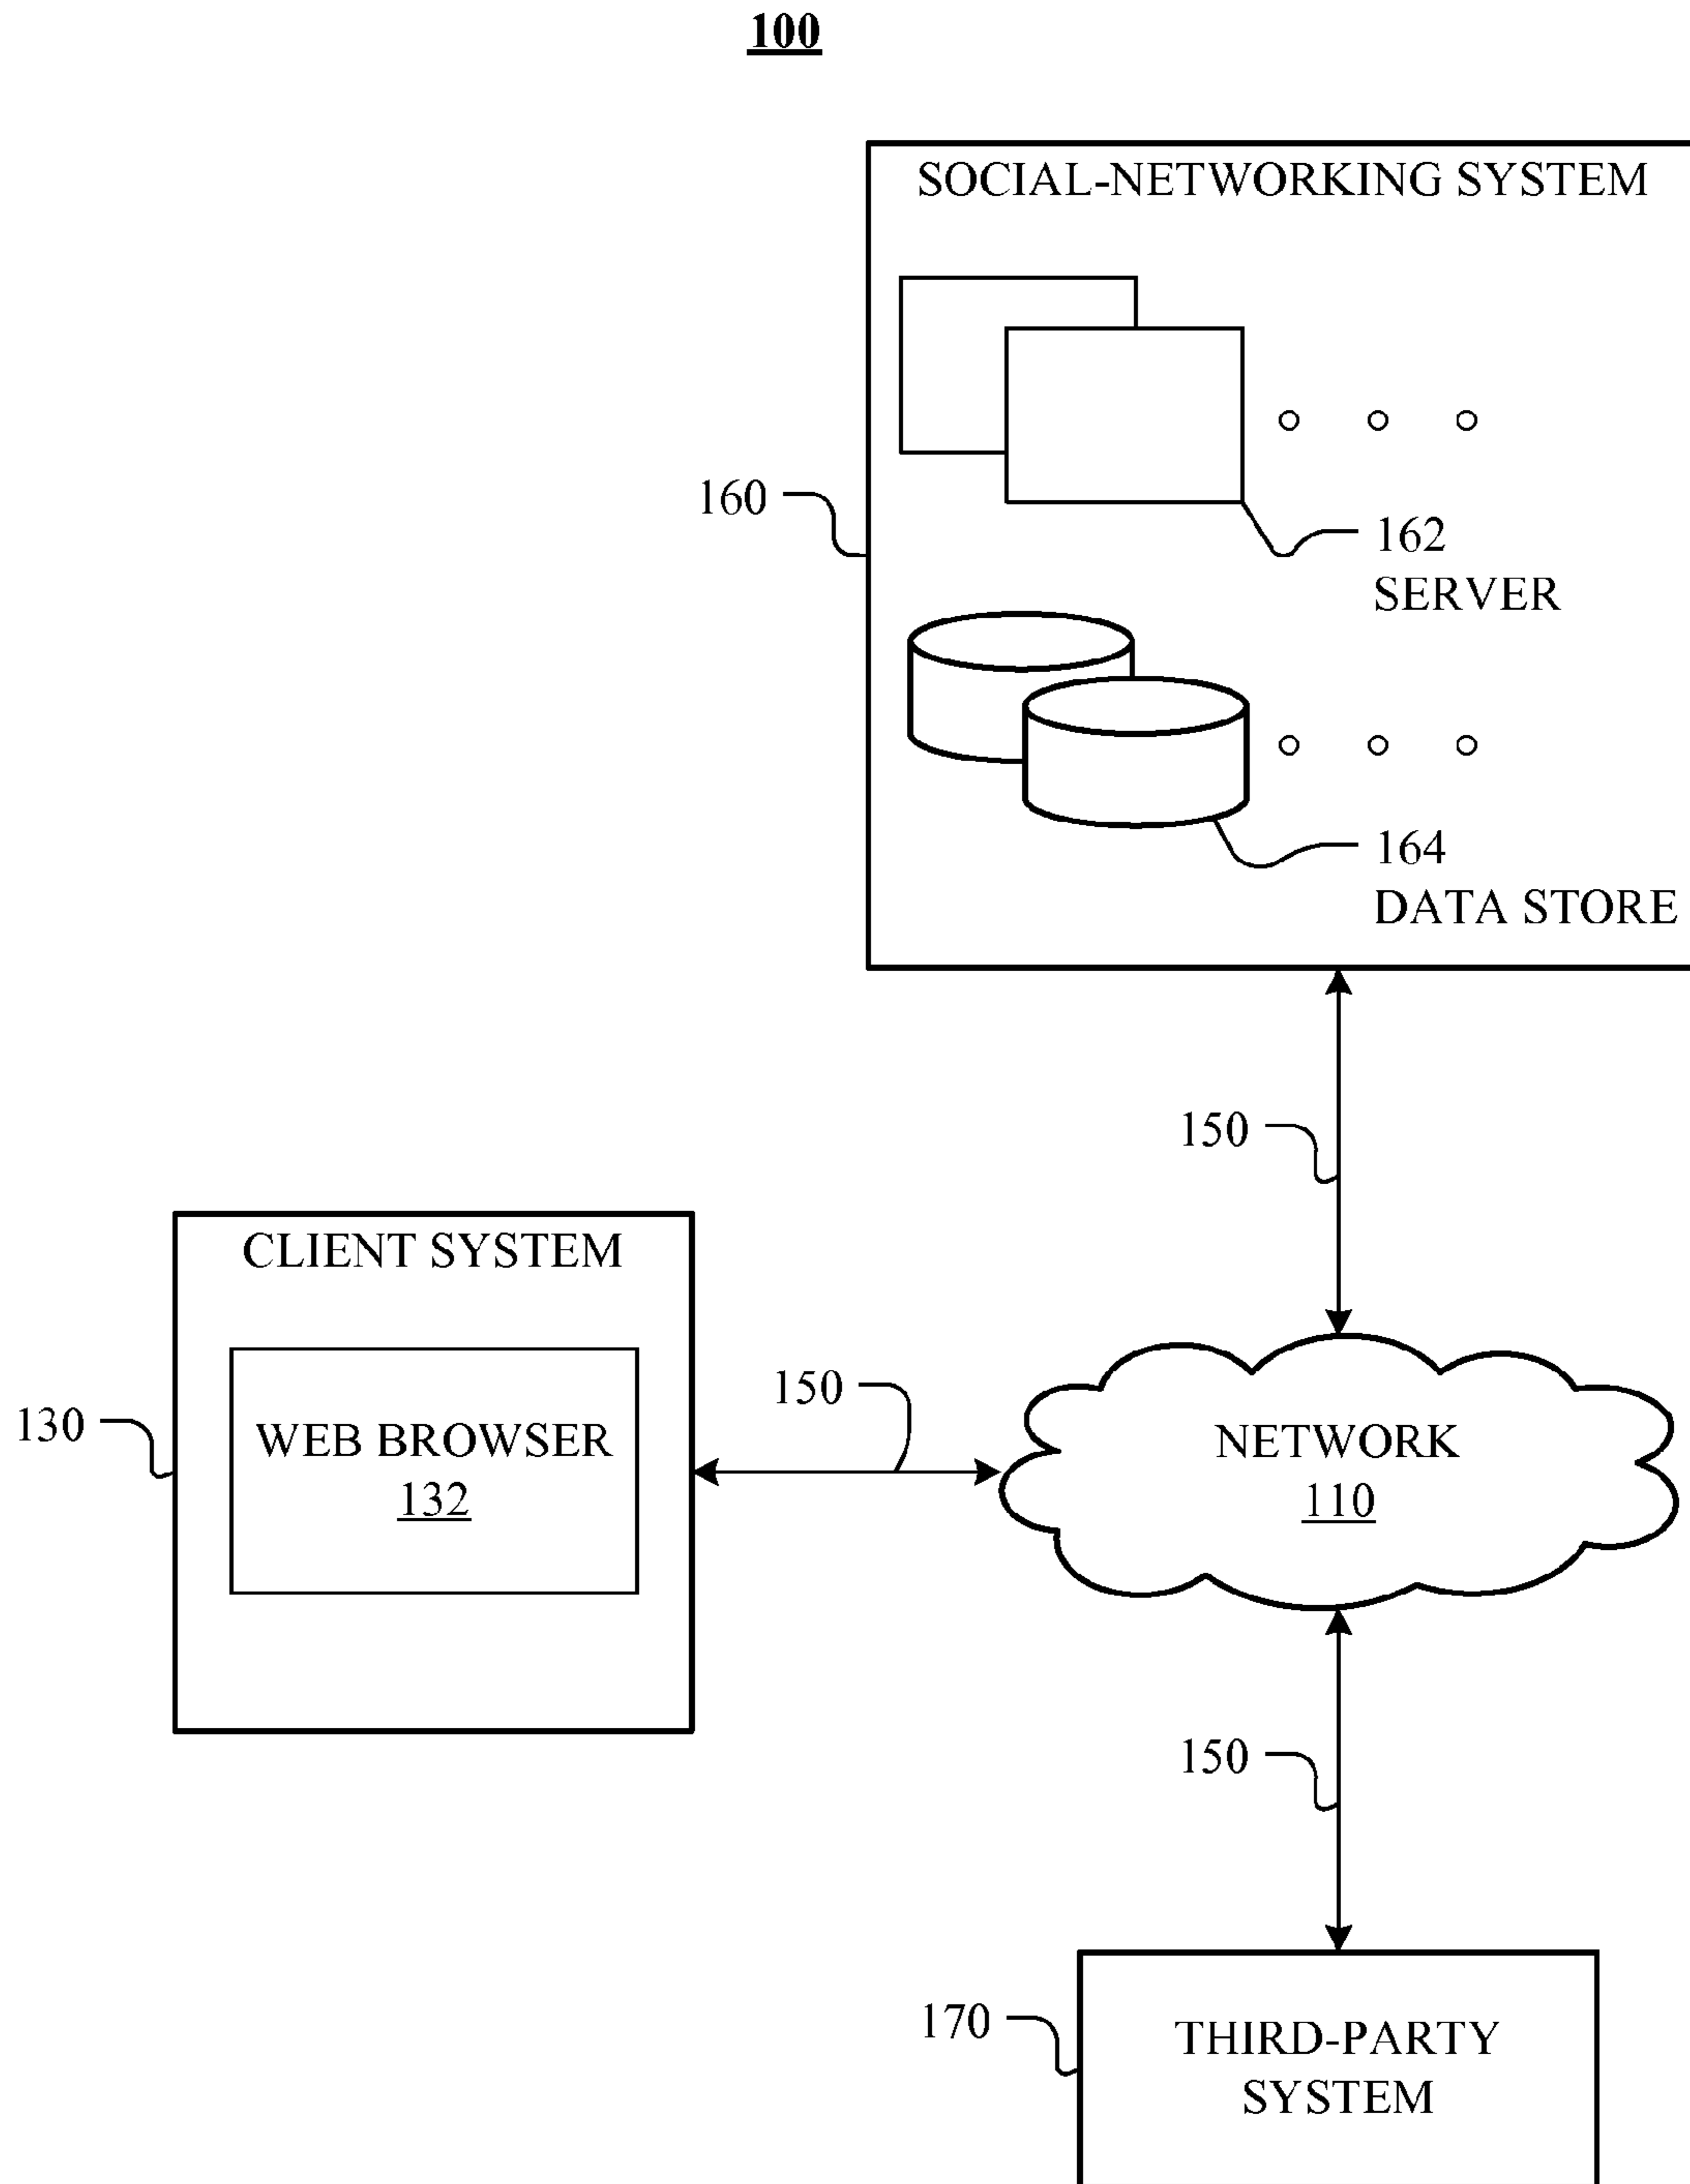 100
SOCIAL-NETWORKING SYSTEM
160
162
SERVER
164
DATA STORE
150
CLIENT SYSTEM
130
WEB BROWSER
132
150
NETWORK
110
150
170
THIRD-PARTY
SYSTEM